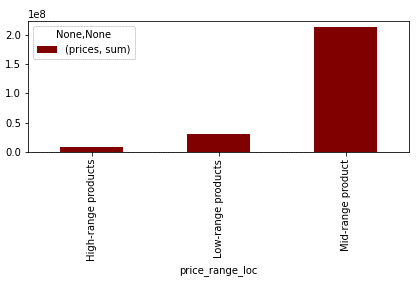 1e8
None,None
(prices, sum)
2.0
1.5
1.0
0.5
0.0
High-range products
Low-range products
Mid-range product
price_range_loc